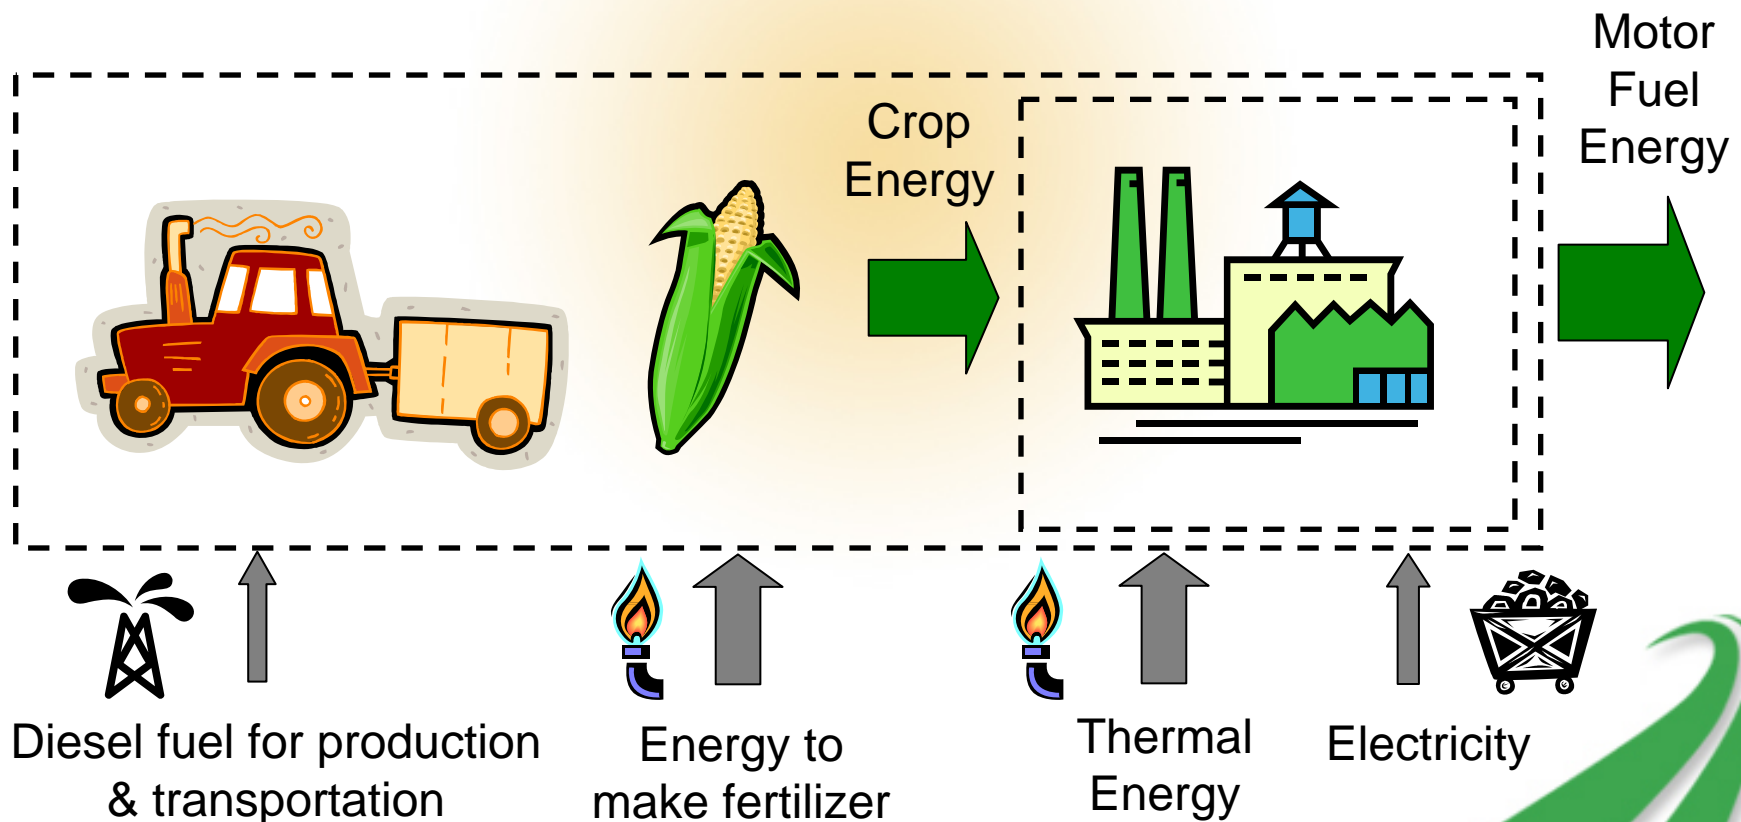 Motor
Fuel
Energy
Crop
Energy
Diesel fuel for production
& transportation
Energy to
make fertilizer
Thermal
Energy
Electricity